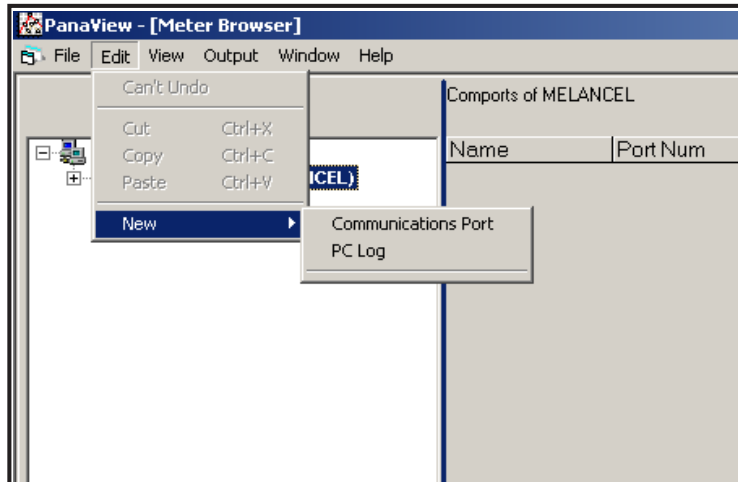 PanaView - [Meter Browser]
File Edit View Output Window Help
Can't Undo
Comports of MELANCEL
Cut Ctrl+X
Name Port Num
Copy Ctrl+C
Paste Ctrl+V
ICEL)
New
Communications Port
PC Log